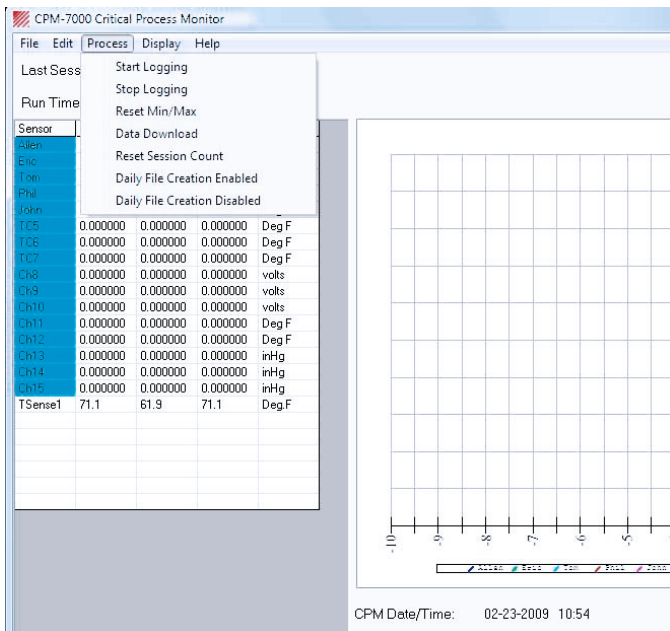 CPM-7000 Critical Process Monitor
File Edit Process Display Help
Last Sess
Run Time
Start Logging
Stop Logging
Reset Min/Max
Data Download
Reset Session Count
Daily File Creation Enabled
Daily File Creation Disabled
Sensor
Allen
Eric
Tom
Phil
John
TC5 0.000000 0.000000 0.000000 Deg F
TC6 0.000000 0.000000 0.000000 Deg F
TC7 0.000000 0.000000 0.000000 Deg F
Ch8 0.000000 0.000000 0.000000 volts
Ch9 0.000000 0.000000 0.000000 volts
Ch10 0.000000 0.000000 0.000000 volts
Ch11 0.000000 0.000000 0.000000 Deg F
Ch12 0.000000 0.000000 0.000000 Deg F
Ch13 0.000000 0.000000 0.000000 inHg
Ch14 0.000000 0.000000 0.000000 inHg
Ch15 0.000000 0.000000 0.000000 inHg
TSense1 71.1 61.9 71.1 Deg.F
-10 -9 -8 -7 -6 -5
Allen Eric Tom Phil John
CPM Date/Time: 02-23-2009 10:54